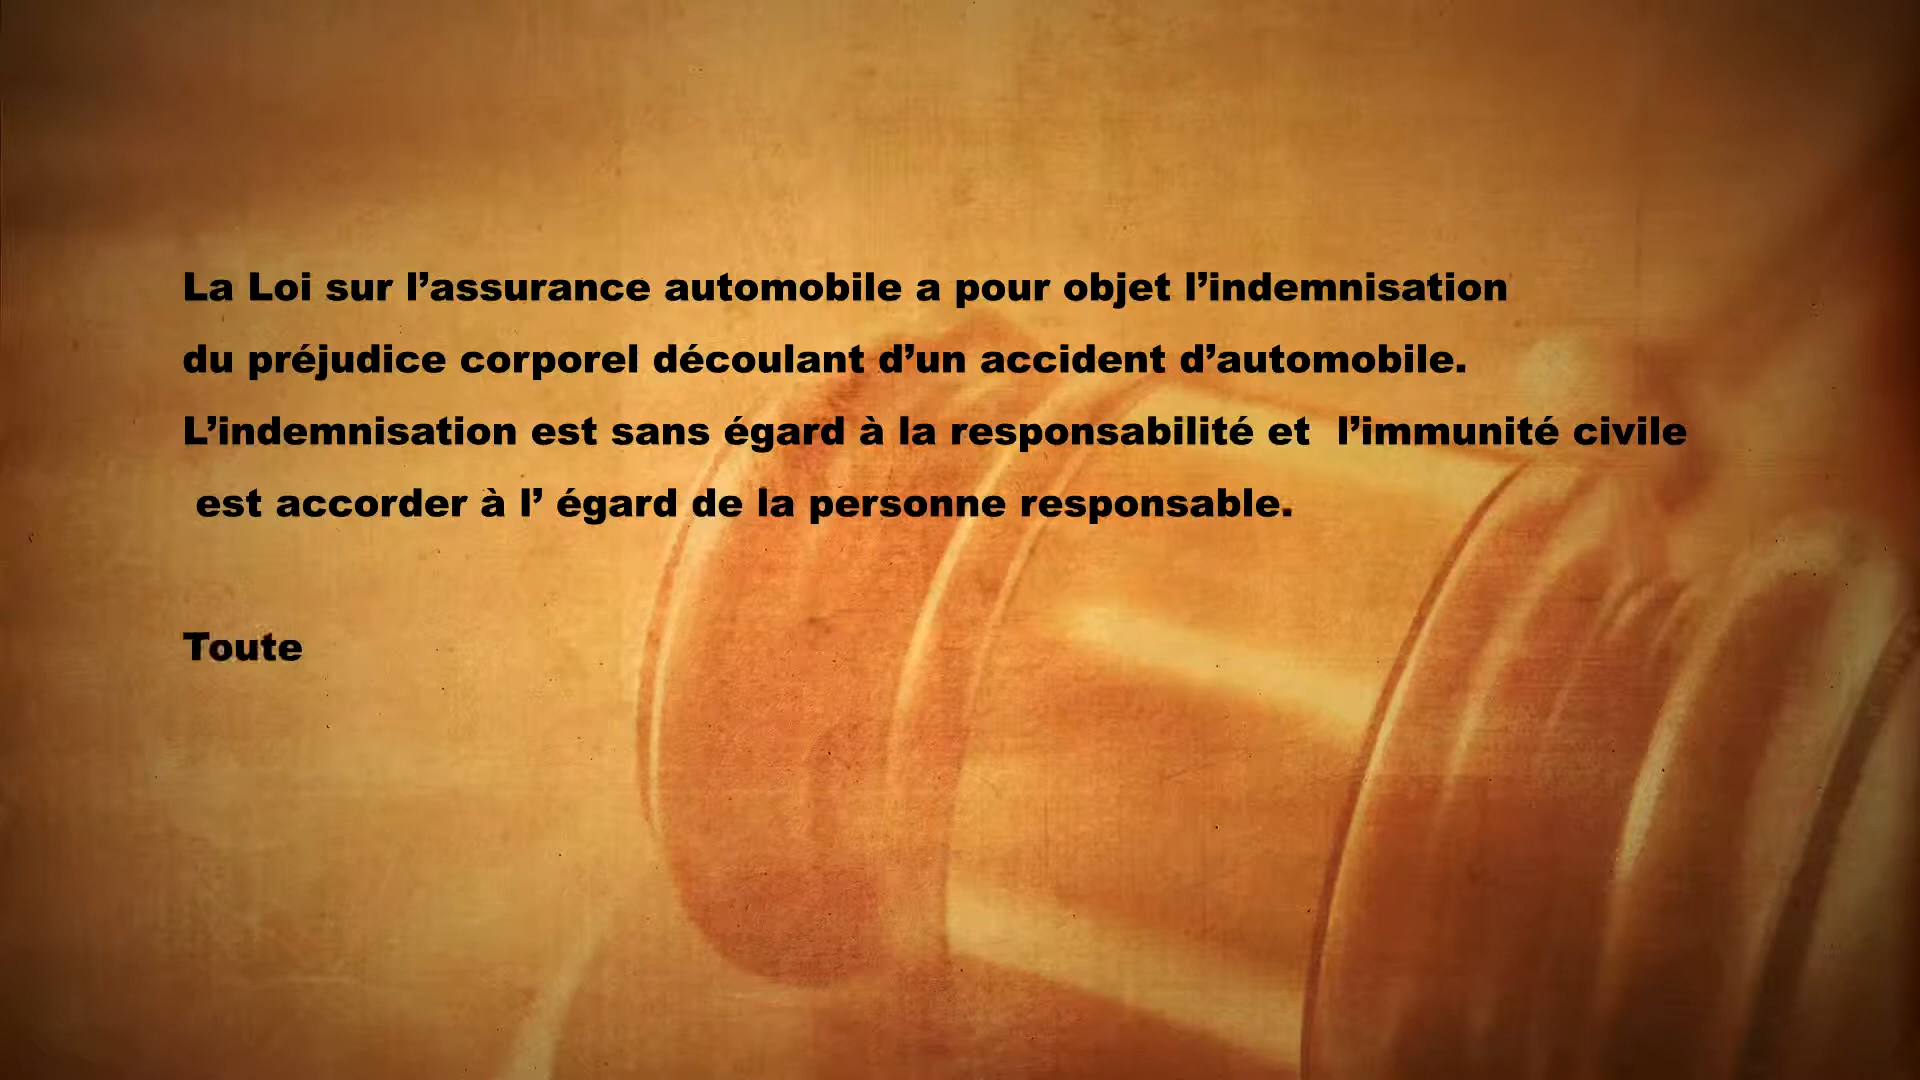 La Loi sur l’assurance automobile a pour objet l’indemnisation
du préjudice corporel découlant d’un accident d’automobile.
L’indemnisation est sans égard à la responsabilité et  l’immunité civile
est accorder à l’ égard de la personne responsable.
Toute